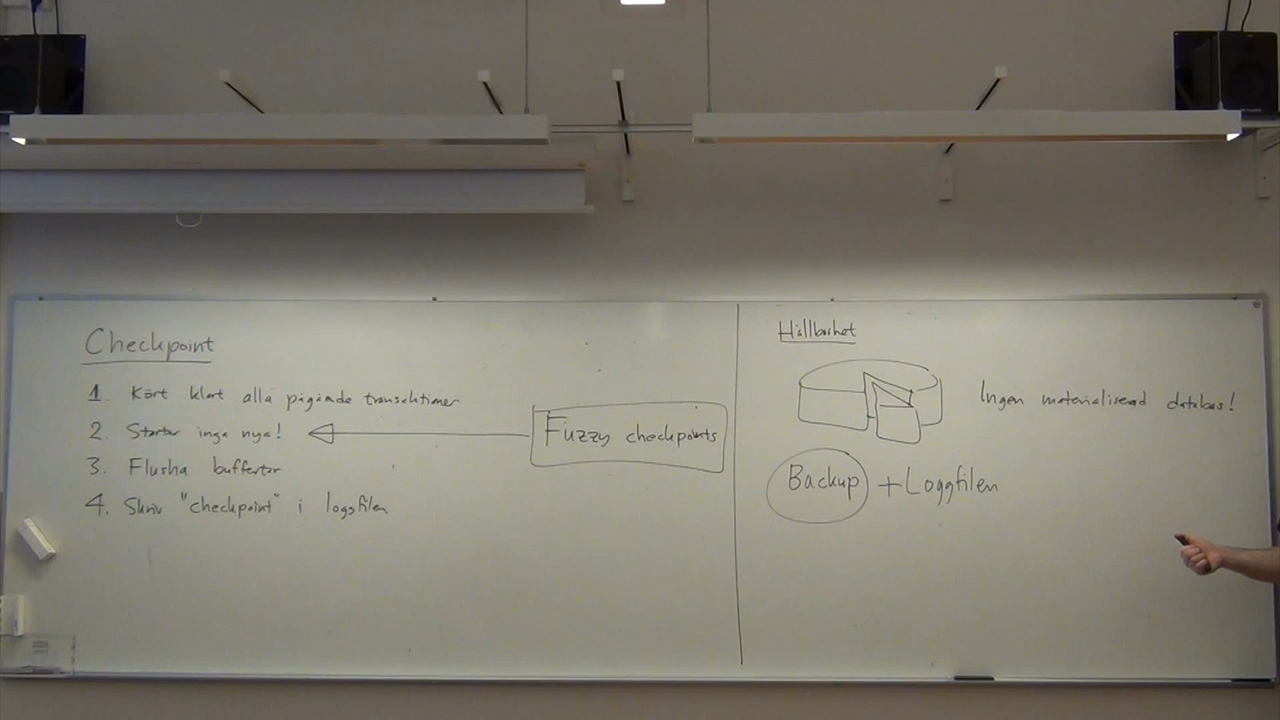 Checkpoint
1. Kört klart alla pågående transaktioner
2. Startar inga nya!
3. Flusha buffertar
4. Skriv "checkpoint" i loggfilen
Fuzzy checkpoints
Hållbarhet
Ingen materialiserad databas!
Backup + Loggfilen